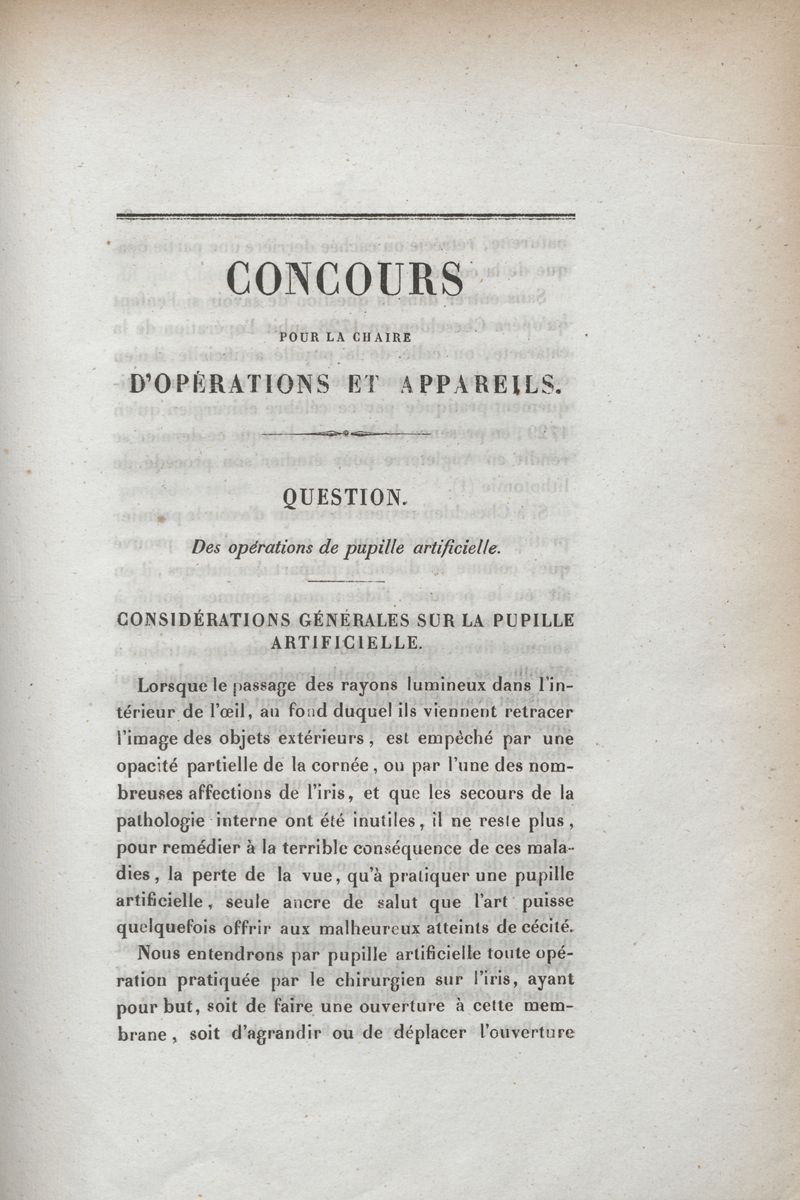 CONCOURS
POUR LA CHAIRE
D'OPÉRATIONS ET APPAREILS.
QUESTION.
Des opérations de pupille artificielle.
CONSIDÉRATIONS GÉNÉRALES SUR LA PUPILLE
ARTIFICIELLE.
Lorsque le passage des rayons lumineux dans l'in-
térieur de l'œil, au fond duquel ils viennent retracer
l'image des objets extérieurs, est empêché par une
opacité partielle de la cornée, ou par l'une des nom-
breuses affections de l'iris, et que les secours de la
pathologie interne ont été inutiles, il ne reste plus,
pour remédier à la terrible conséquence de ces mala-
dies, la perte de la vue, qu'à pratiquer une pupille
artificielle, seule ancre de salut que l'art puisse
quelquefois offrir aux malheureux atteints de cécité.
Nous entendrons par pupille artificielle toute opé-
ration pratiquée par le chirurgien sur l'iris, ayant
pour but, soit de faire une ouverture à cette mem-
brane, soit d'agrandir ou de déplacer l'ouverture